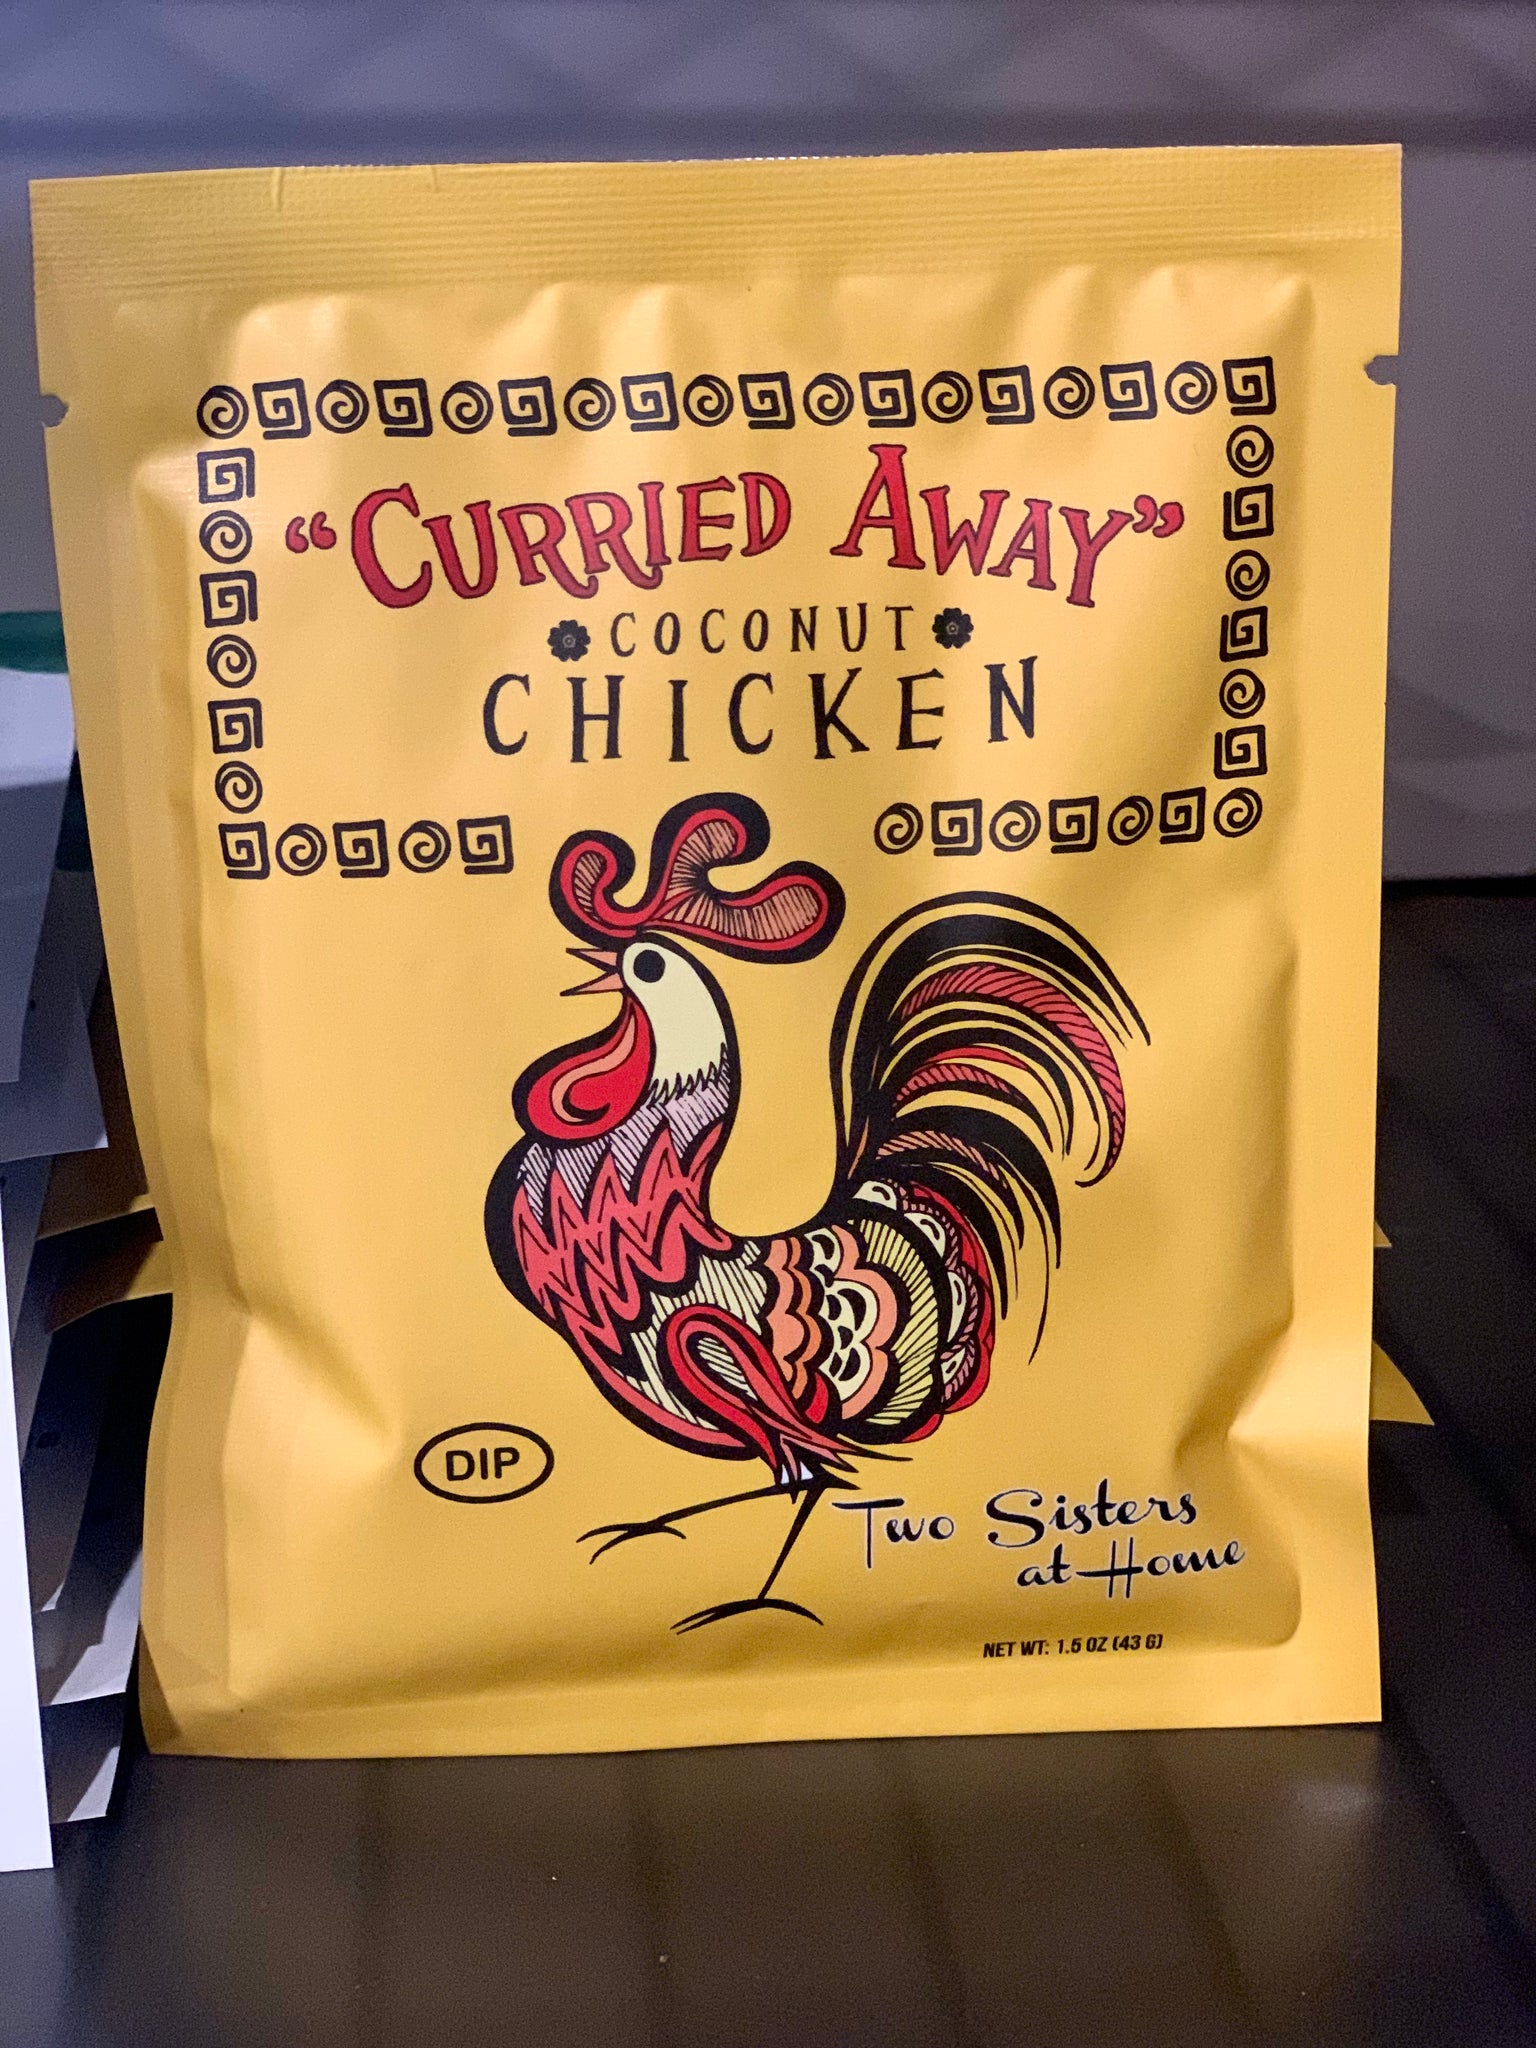 “CURRIED AWAY”
COCONUT
CHICKEN
DIP
Two Sisters
at Home
NET WT: 1.5 OZ (43 G)